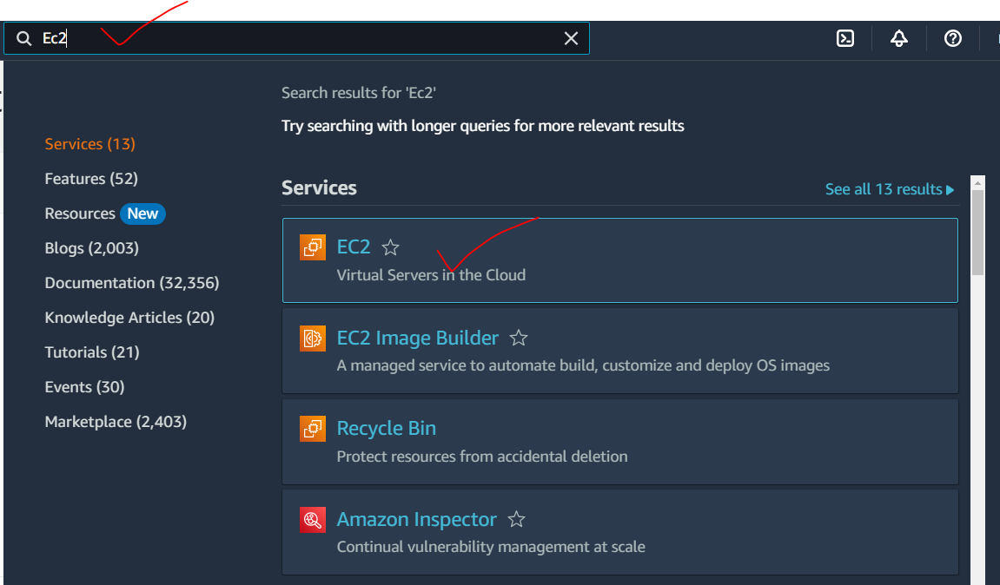 Ec2
Search results for 'Ec2'
Try searching with longer queries for more relevant results
Services (13)
Features (52)
Resources New
Blogs (2,003)
Documentation (32,356)
Knowledge Articles (20)
Tutorials (21)
Events (30)
Marketplace (2,403)
Services
See all 13 results
EC2
Virtual Servers in the Cloud
EC2 Image Builder
A managed service to automate build, customize and deploy OS images
Recycle Bin
Protect resources from accidental deletion
Amazon Inspector
Continual vulnerability management at scale